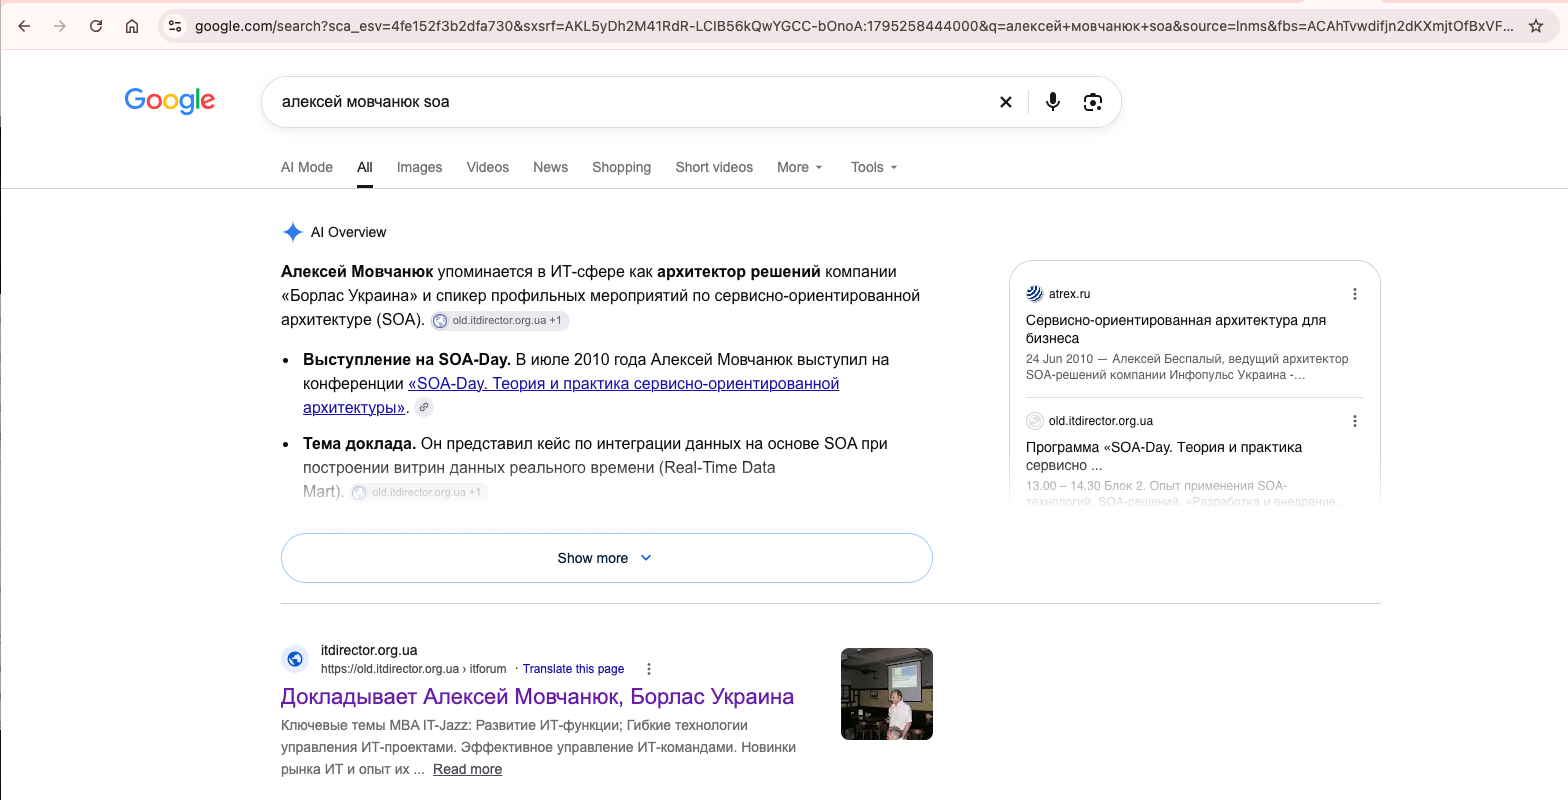 google.com/search?sca_esv=4fe152f3b2dfa730&sxsrf=AKL5yDh2M41RdR-LCIB56kQwYGCC-bOnoA:1795258444000&q=алексей+мовчанюк+soa&source=lnms&fbs=ACAhTvwdifjn2dKXmjtOfBxVF...
Google
алексей мовчанюк soa
AI Mode All Images Videos News Shopping Short videos More Tools
AI Overview
Алексей Мовчанюк упоминается в ИТ-сфере как архитектор решений компании
«Борлас Украина» и спикер профильных мероприятий по сервисно-ориентированной
архитектуре (SOA). old.itdirector.org.ua +1
• Выступление на SOA-Day. В июле 2010 года Алексей Мовчанюк выступил на
конференции «SOA-Day. Теория и практика сервисно-ориентированной
архитектуры».
• Тема доклада. Он представил кейс по интеграции данных на основе SOA при
построении витрин данных реального времени (Real-Time Data
Mart). old.itdirector.org.ua +1
Show more
atrex.ru
Сервисно-ориентированная архитектура для
бизнеса
24 Jun 2010 — Алексей Беспалый, ведущий архитектор
SOA-решений компании Инфопульс Украина -...
old.itdirector.org.ua
Программа «SOA-Day. Теория и практика
сервисно ...
13.00 – 14.30 Блок 2. Опыт применения SOA-
технологий, SOA-решений. «Разработка и внедрение...
itdirector.org.ua
https://old.itdirector.org.ua › itforum · Translate this page
Докладывает Алексей Мовчанюк, Борлас Украина
Ключевые темы MBA IT-Jazz: Развитие ИТ-функции; Гибкие технологии
управления ИТ-проектами. Эффективное управление ИТ-командами. Новинки
рынка ИТ и опыт их ... Read more